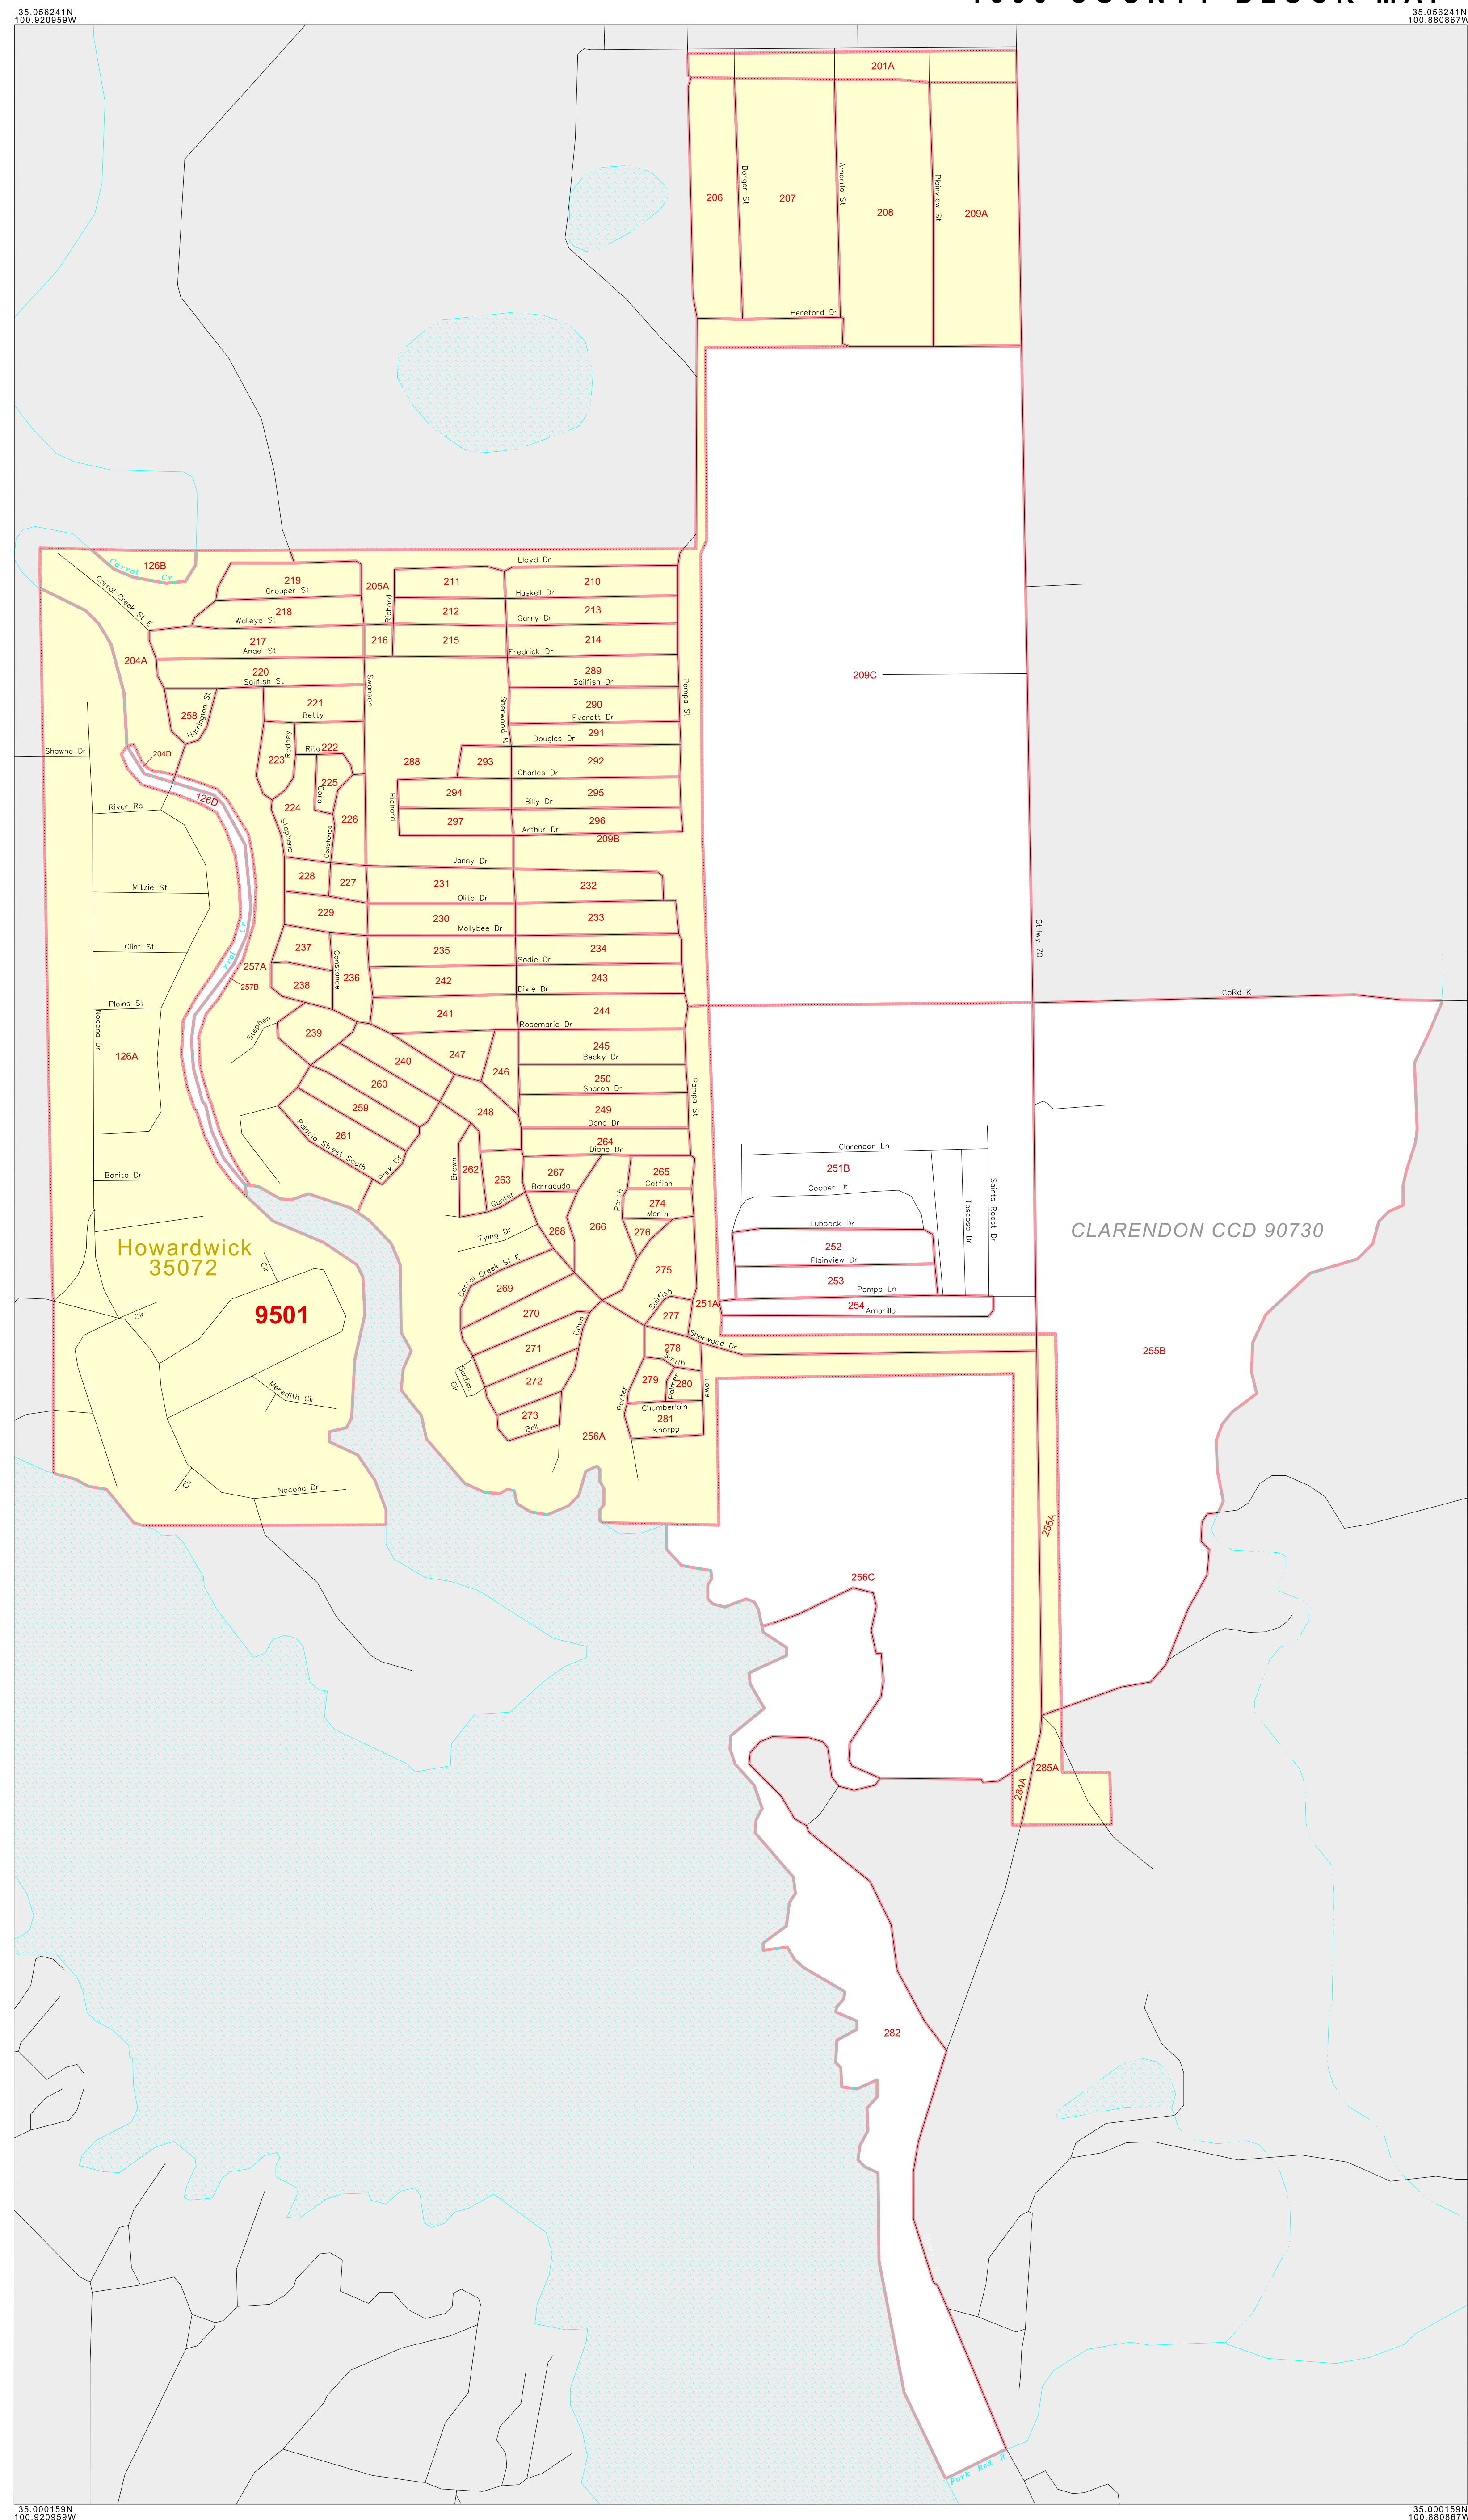 1990 COUNTY BLOCK MAP
35.056241N
100.920959W
35.056241N
100.880867W
201A
206
Borger St
207
Amarillo St
208
Plainview St
209A
Hereford Dr
126B
Carrol Cr
Carrol Creek St E
219
Grouper St
205A
Richard
211
Lloyd Dr
210
Haskell Dr
218
Walleye St
212
213
Garry Dr
217
Angel St
216
215
214
Fredrick Dr
204A
220
Sailfish St
Swanson
289
Sailfish Dr
Pampa St
209C
258
Harrington St
221
Betty
Sherwood N
290
Everett Dr
291
Douglas Dr
Shawna Dr
204D
223
Rodney
Rita
222
288
293
292
Charles Dr
126D
225
Cara
294
Richard
295
Billy Dr
River Rd
224
226
Stephens
Constance
297
296
Arthur Dr
209B
Janny Dr
Mitzie St
228
227
231
232
Olita Dr
229
230
233
Mollybee Dr
StHwy 70
Clint St
rrol Cr
237
Constance
235
234
Sadie Dr
257A
257B
238
236
242
243
Dixie Dr
CoRd K
Plains St
Nocona Dr
Stephen
239
241
244
Rosemarie Dr
126A
240
247
246
245
Becky Dr
260
250
Sharon Dr
Pampa St
259
248
249
Dana Dr
261
Palacio Street South
Park Dr
264
Diane Dr
Clarendon Ln
Bonita Dr
Brown
262
263
Gunter
267
Barracuda
Perch
265
Catfish
251B
Cooper Dr
Tascosa Dr
Saints Roost Dr
274
Marlin
Tying Dr
268
266
276
Lubbock Dr
252
Plainview Dr
CLARENDON CCD 90730
Howardwick
35072
Cir
Carrol Creek St E
269
275
253
Pampa Ln
9501
Cir
270
Dawn
Sailfish
277
251A
254
Amarillo
271
Sherwood Dr
278
Smith
255B
Sunfish Cir
272
Porter
279
Palmer
280
Lowe
Meredith Cir
273
Bell
Chamberlain
281
Knorpp
256A
Cir
Nocona Dr
255A
256C
285A
284A
282
Fork Red R
35.000159N
100.920959W
35.000159N
100.880867W